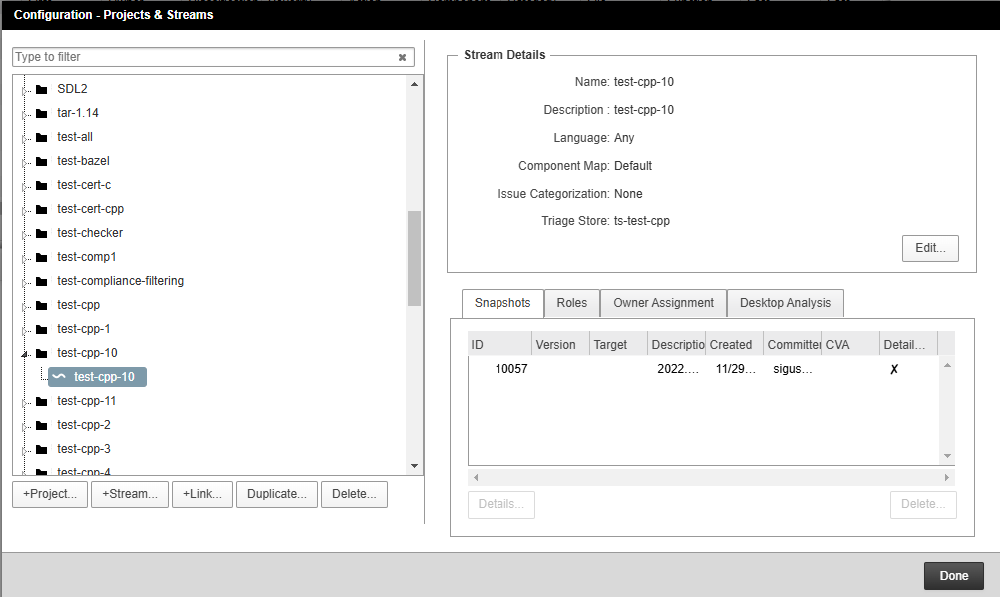 Configuration - Projects & Streams
Type to filter
SDL2
tar-1.14
test-all
test-bazel
test-cert-c
test-cert-cpp
test-checker
test-comp1
test-compliance-filtering
test-cpp
test-cpp-1
test-cpp-10
test-cpp-10
test-cpp-11
test-cpp-2
test-cpp-3
test-cpp-4
+Project... +Stream... +Link... Duplicate... Delete...
Stream Details
Name: test-cpp-10
Description : test-cpp-10
Language: Any
Component Map: Default
Issue Categorization: None
Triage Store: ts-test-cpp
Edit...
Snapshots Roles Owner Assignment Desktop Analysis
ID Version Target Descriptio Created Committer CVA Detail...
10057 2022.... 11/29... sigus... ✗
Details... Delete...
Done